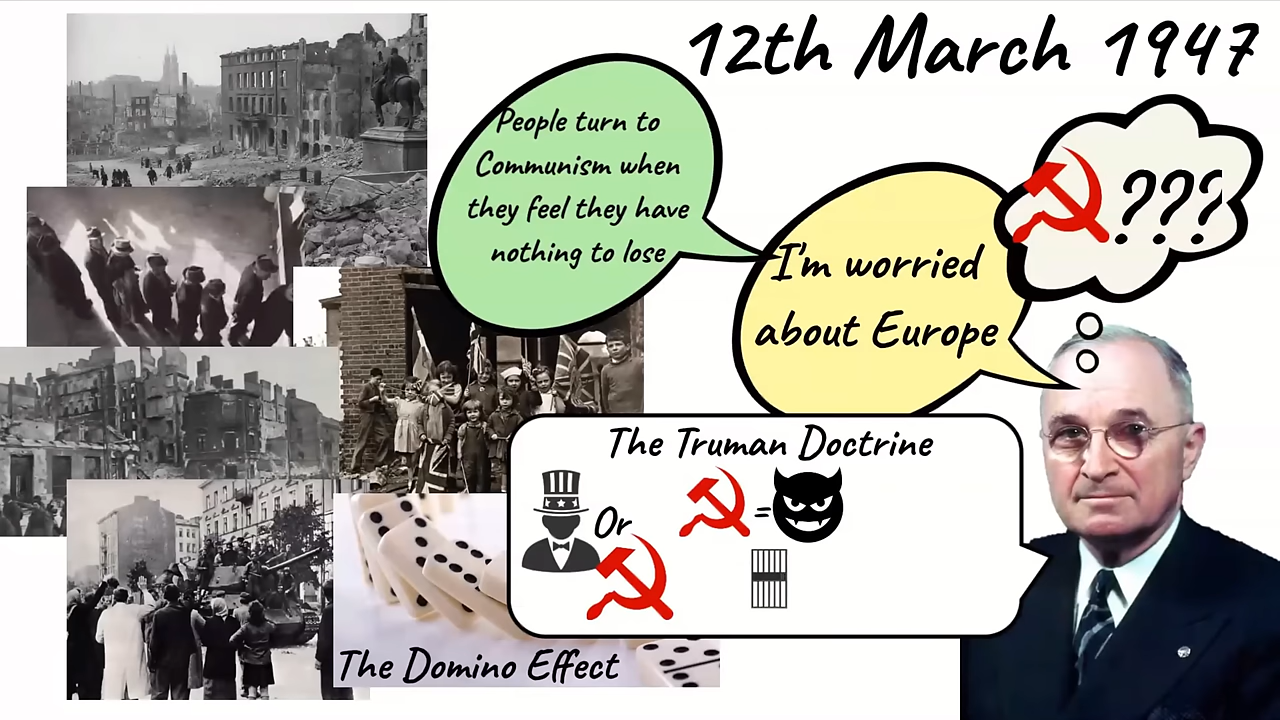 12th March 1947
People turn to
Communism when
they feel they have
nothing to lose
I'm worried
about Europe
???
The Truman Doctrine
Or
=
The Domino Effect